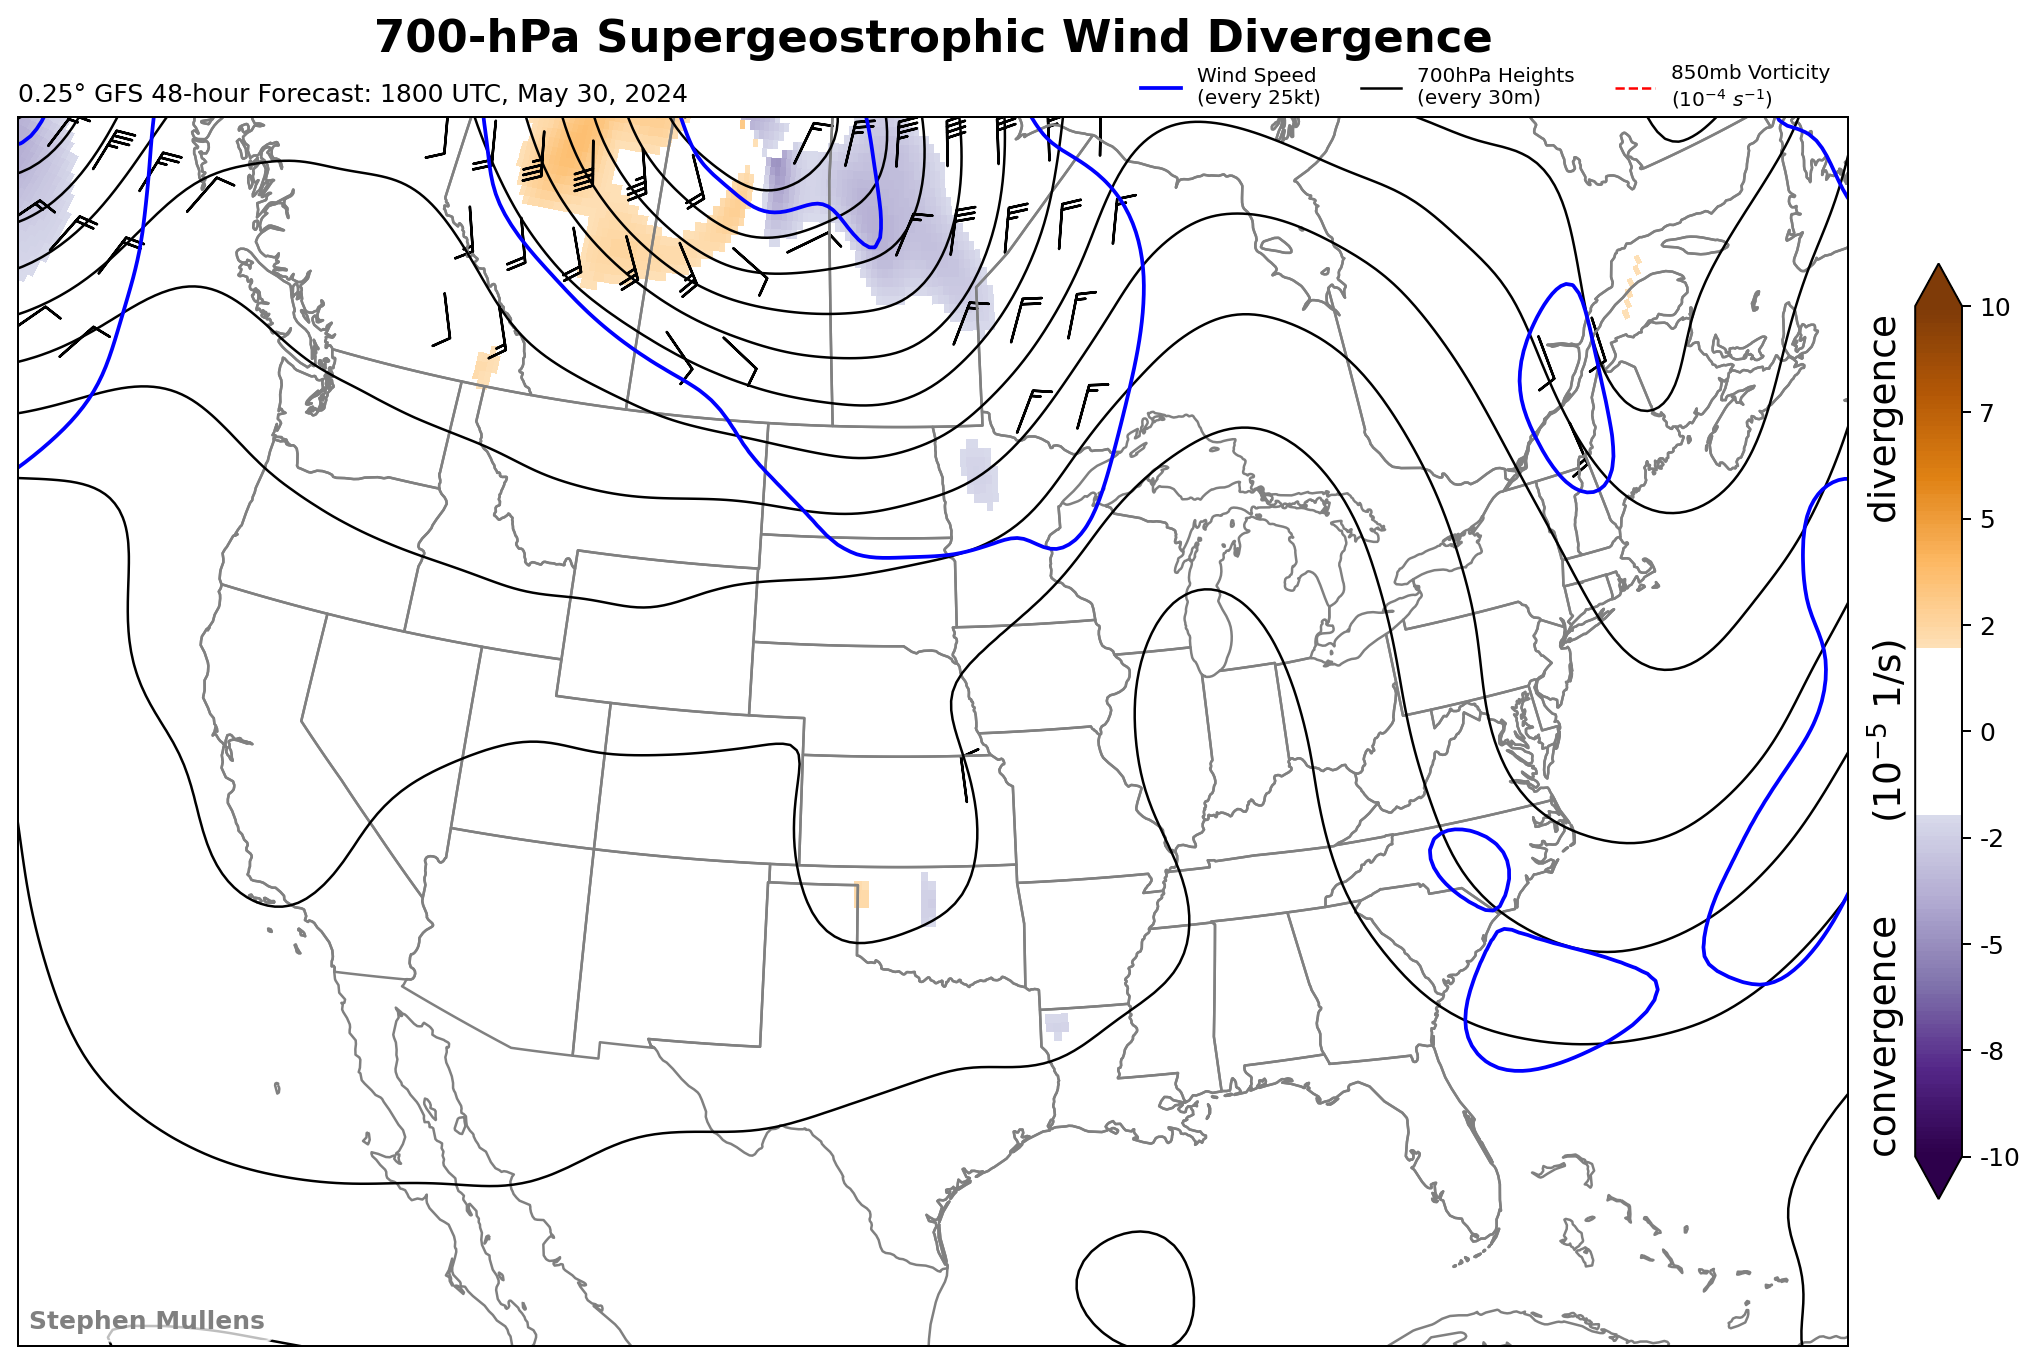 700-hPa Supergeostrophic Wind Divergence
0.25° GFS 48-hour Forecast: 1800 UTC, May 30, 2024
Wind Speed
(every 25kt)
700hPa Heights
(every 30m)
850mb Vorticity
(10⁻⁴ s⁻¹)
10
7
5
2
0
-2
-5
-8
-10
convergence (10⁻⁵ 1/s) divergence
Stephen Mullens